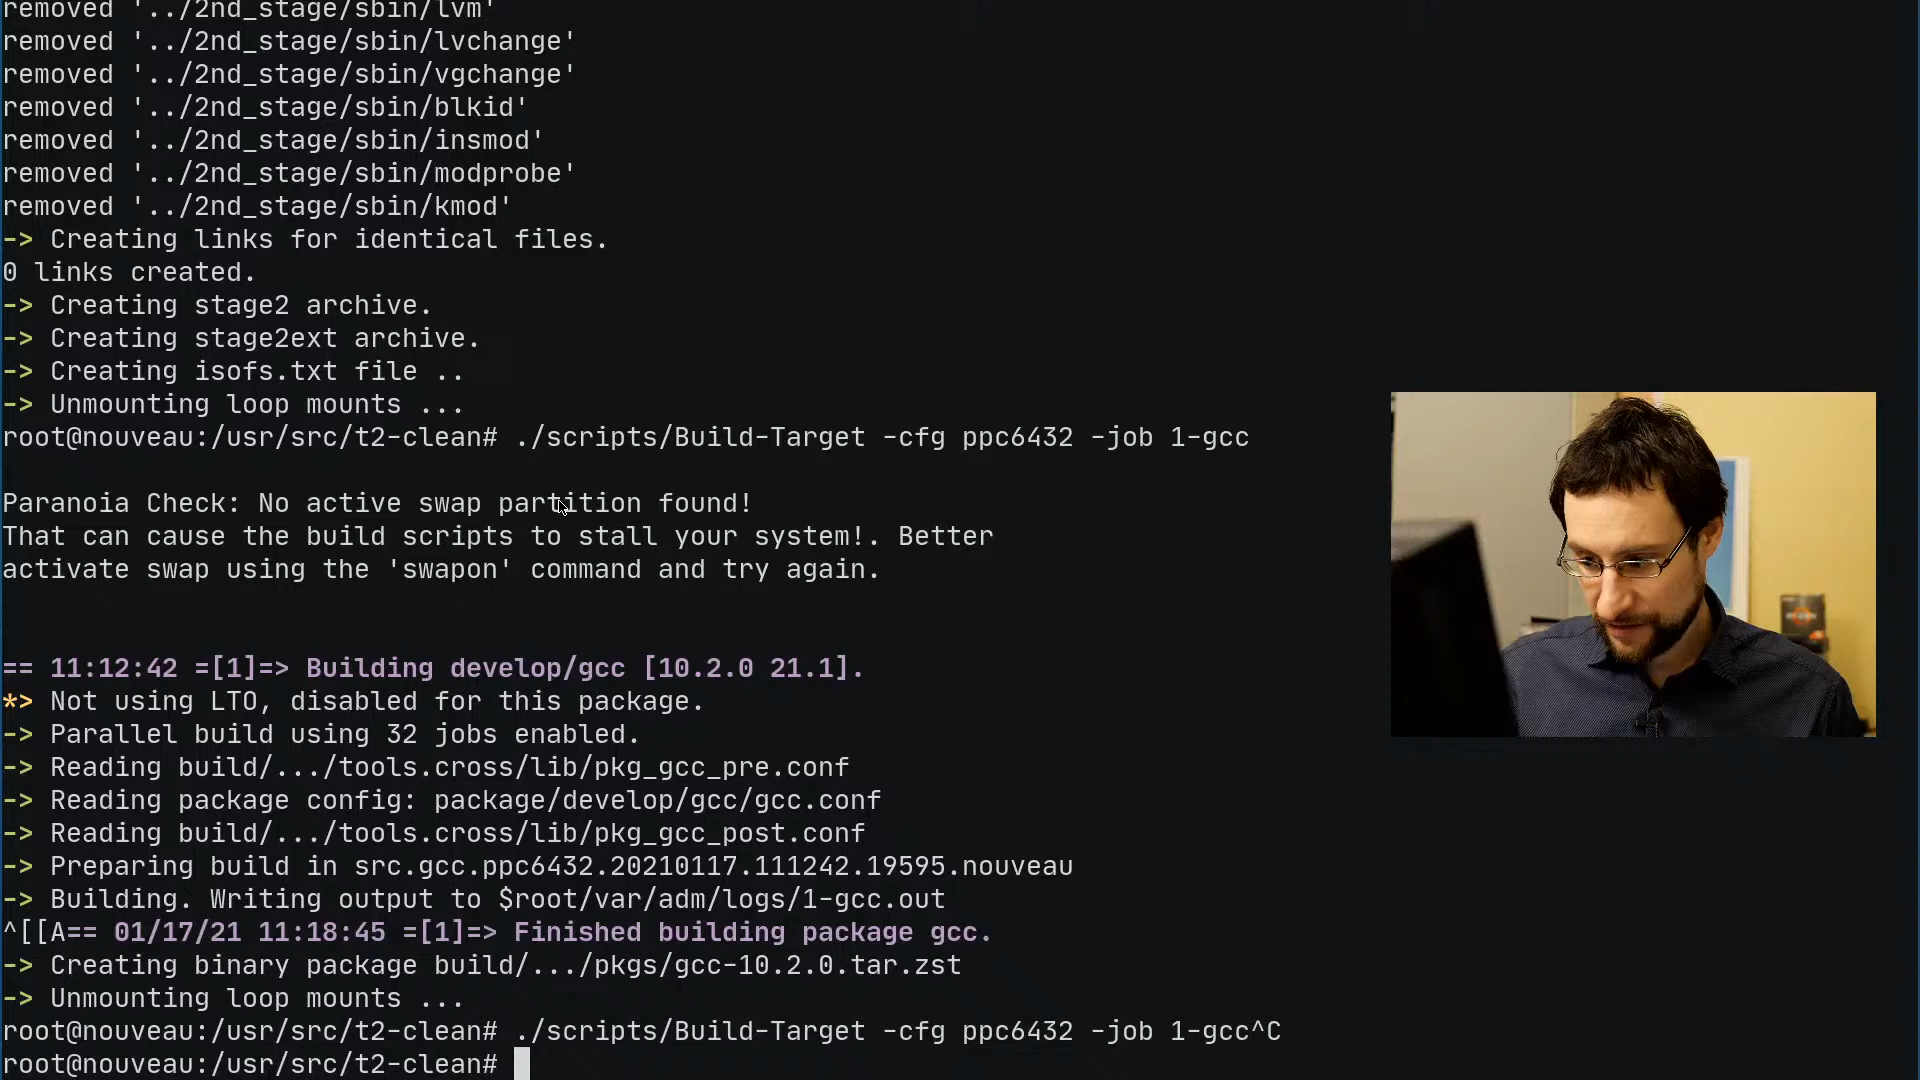 removed '../2nd_stage/sbin/lvm'
removed '../2nd_stage/sbin/lvchange'
removed '../2nd_stage/sbin/vgchange'
removed '../2nd_stage/sbin/blkid'
removed '../2nd_stage/sbin/insmod'
removed '../2nd_stage/sbin/modprobe'
removed '../2nd_stage/sbin/kmod'
-> Creating links for identical files.
0 links created.
-> Creating stage2 archive.
-> Creating stage2ext archive.
-> Creating isofs.txt file ..
-> Unmounting loop mounts ...
root@nouveau:/usr/src/t2-clean# ./scripts/Build-Target -cfg ppc6432 -job 1-gcc
Paranoia Check: No active swap partition found!
That can cause the build scripts to stall your system!. Better
activate swap using the 'swapon' command and try again.
== 11:12:42 =[1]=> Building develop/gcc [10.2.0 21.1].
*> Not using LTO, disabled for this package.
-> Parallel build using 32 jobs enabled.
-> Reading build/.../tools.cross/lib/pkg_gcc_pre.conf
-> Reading package config: package/develop/gcc/gcc.conf
-> Reading build/.../tools.cross/lib/pkg_gcc_post.conf
-> Preparing build in src.gcc.ppc6432.20210117.111242.19595.nouveau
-> Building. Writing output to $root/var/adm/logs/1-gcc.out
^[[A== 01/17/21 11:18:45 =[1]=> Finished building package gcc.
-> Creating binary package build/.../pkgs/gcc-10.2.0.tar.zst
-> Unmounting loop mounts ...
root@nouveau:/usr/src/t2-clean# ./scripts/Build-Target -cfg ppc6432 -job 1-gcc^C
root@nouveau:/usr/src/t2-clean#